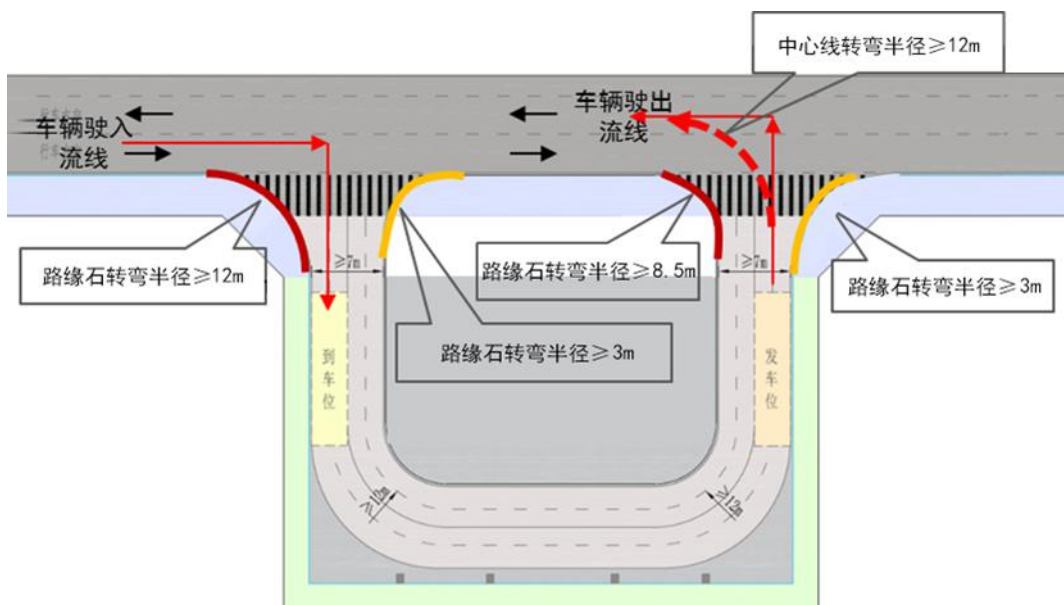 中心线转弯半径≥12m
车辆驶入
流线
车辆驶出
流线
路缘石转弯半径≥12m
≥7m
路缘石转弯半径≥8.5m
≥7m
路缘石转弯半径≥3m
路缘石转弯半径≥3m
到车位
发车位
≥12m
≥12m